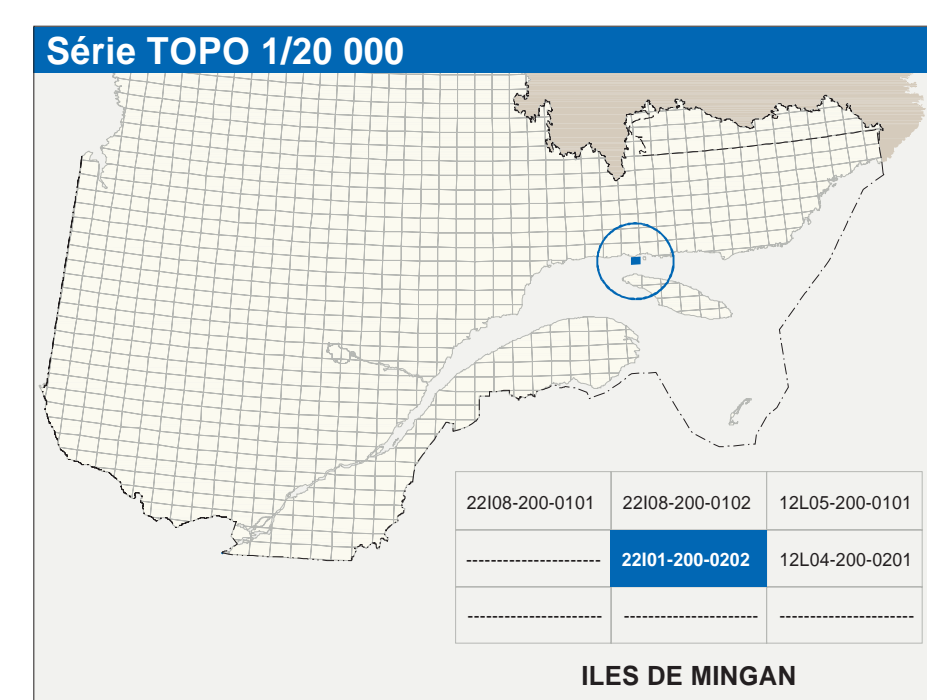 Série TOPO 1/20 000
22I08-200-0101 22I08-200-0102 12L05-200-0101
---------------------- 22I01-200-0202 12L04-200-0201
---------------------- ---------------------- ----------------------
ILES DE MINGAN